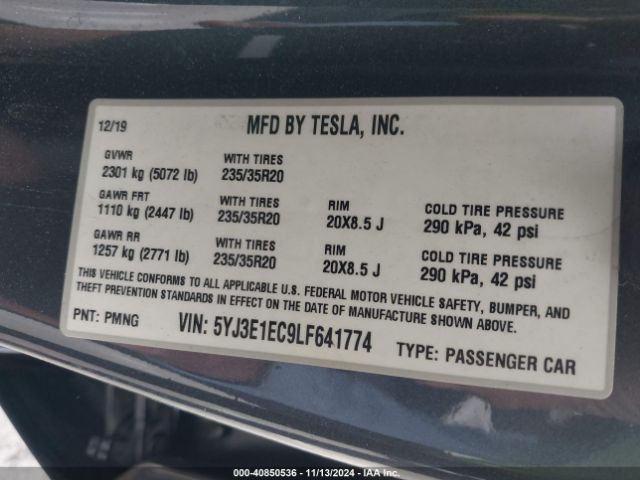 12/19 MFD BY TESLA, INC.
GVWR WITH TIRES
2301 kg (5072 lb) 235/35R20
GAWR FRT WITH TIRES RIM COLD TIRE PRESSURE
1110 kg (2447 lb) 235/35R20 20X8.5 J 290 kPa, 42 psi
GAWR RR WITH TIRES RIM COLD TIRE PRESSURE
1257 kg (2771 lb) 235/35R20 20X8.5 J 290 kPa, 42 psi
THIS VEHICLE CONFORMS TO ALL APPLICABLE U.S. FEDERAL MOTOR VEHICLE SAFETY, BUMPER, AND
THEFT PREVENTION STANDARDS IN EFFECT ON THE DATE OF MANUFACTURE SHOWN ABOVE.
PNT: PMNG VIN: 5YJ3E1EC9LF641774 TYPE: PASSENGER CAR
000-40850536 - 11/13/2024 - IAA Inc.